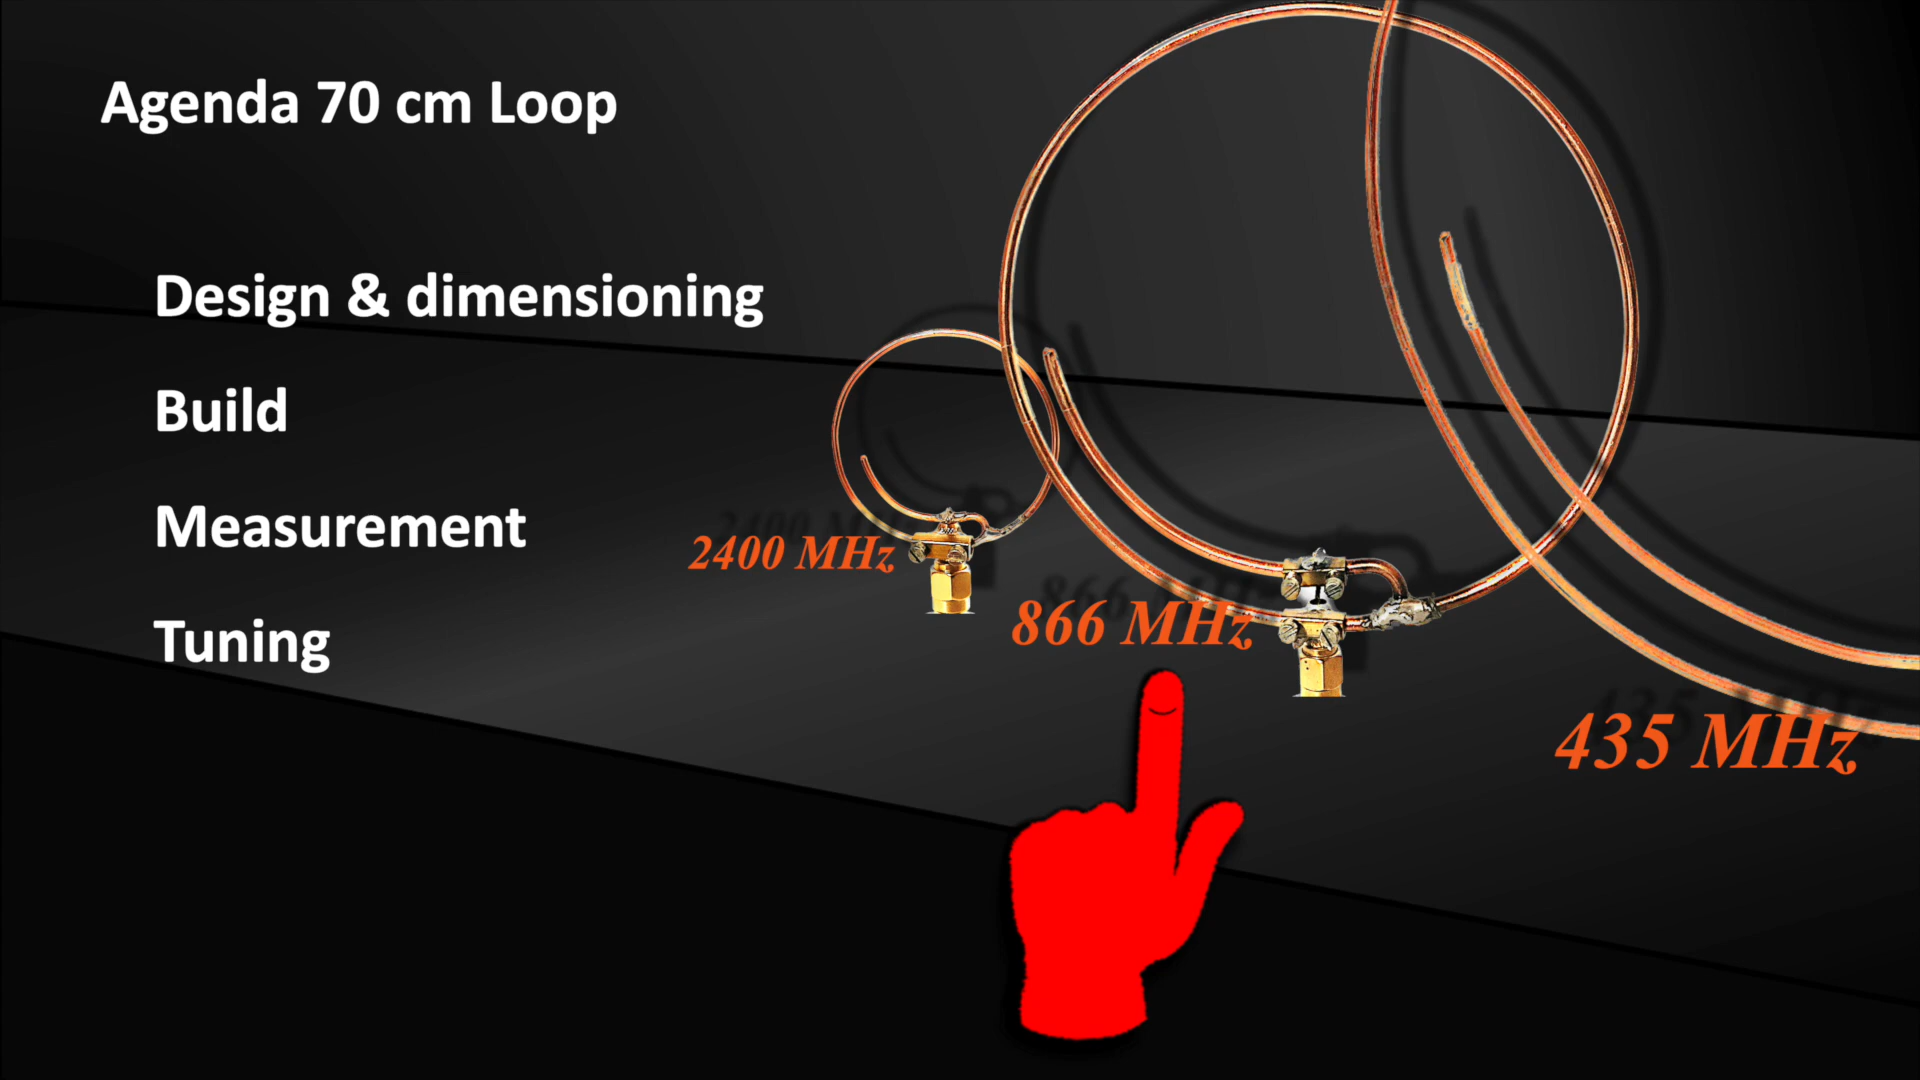 Agenda 70 cm Loop
Design & dimensioning
Build
Measurement
Tuning
2400 MHz
866 MHz
435 MHz